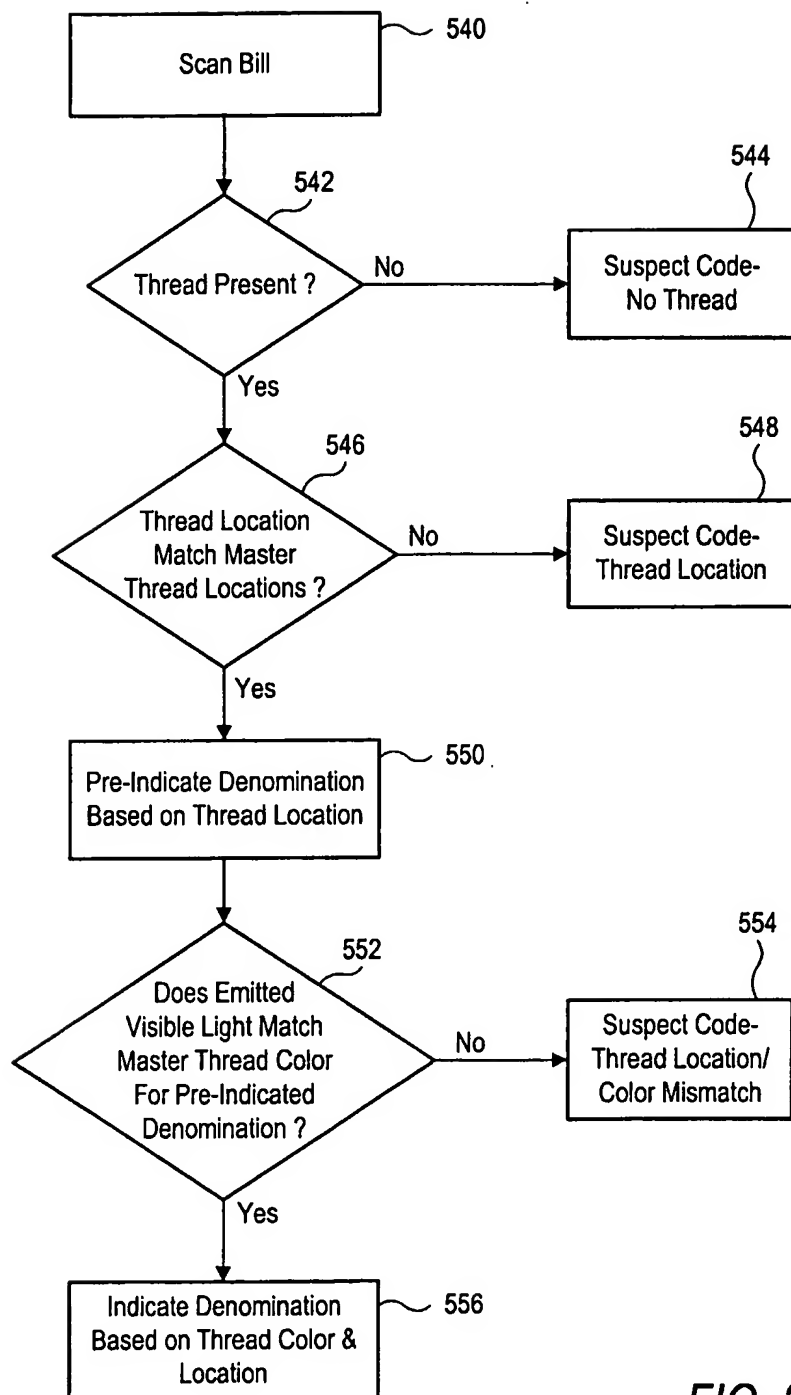 540
Scan Bill
542
544
Thread Present ?
No
Suspect Code-
No Thread
Yes
546
548
Thread Location
Match Master
Thread Locations ?
No
Suspect Code-
Thread Location
Yes
550
Pre-Indicate Denomination
Based on Thread Location
552
554
Does Emitted
Visible Light Match
Master Thread Color
For Pre-Indicated
Denomination ?
No
Suspect Code-
Thread Location/
Color Mismatch
Yes
556
Indicate Denomination
Based on Thread Color &
Location
FIG.